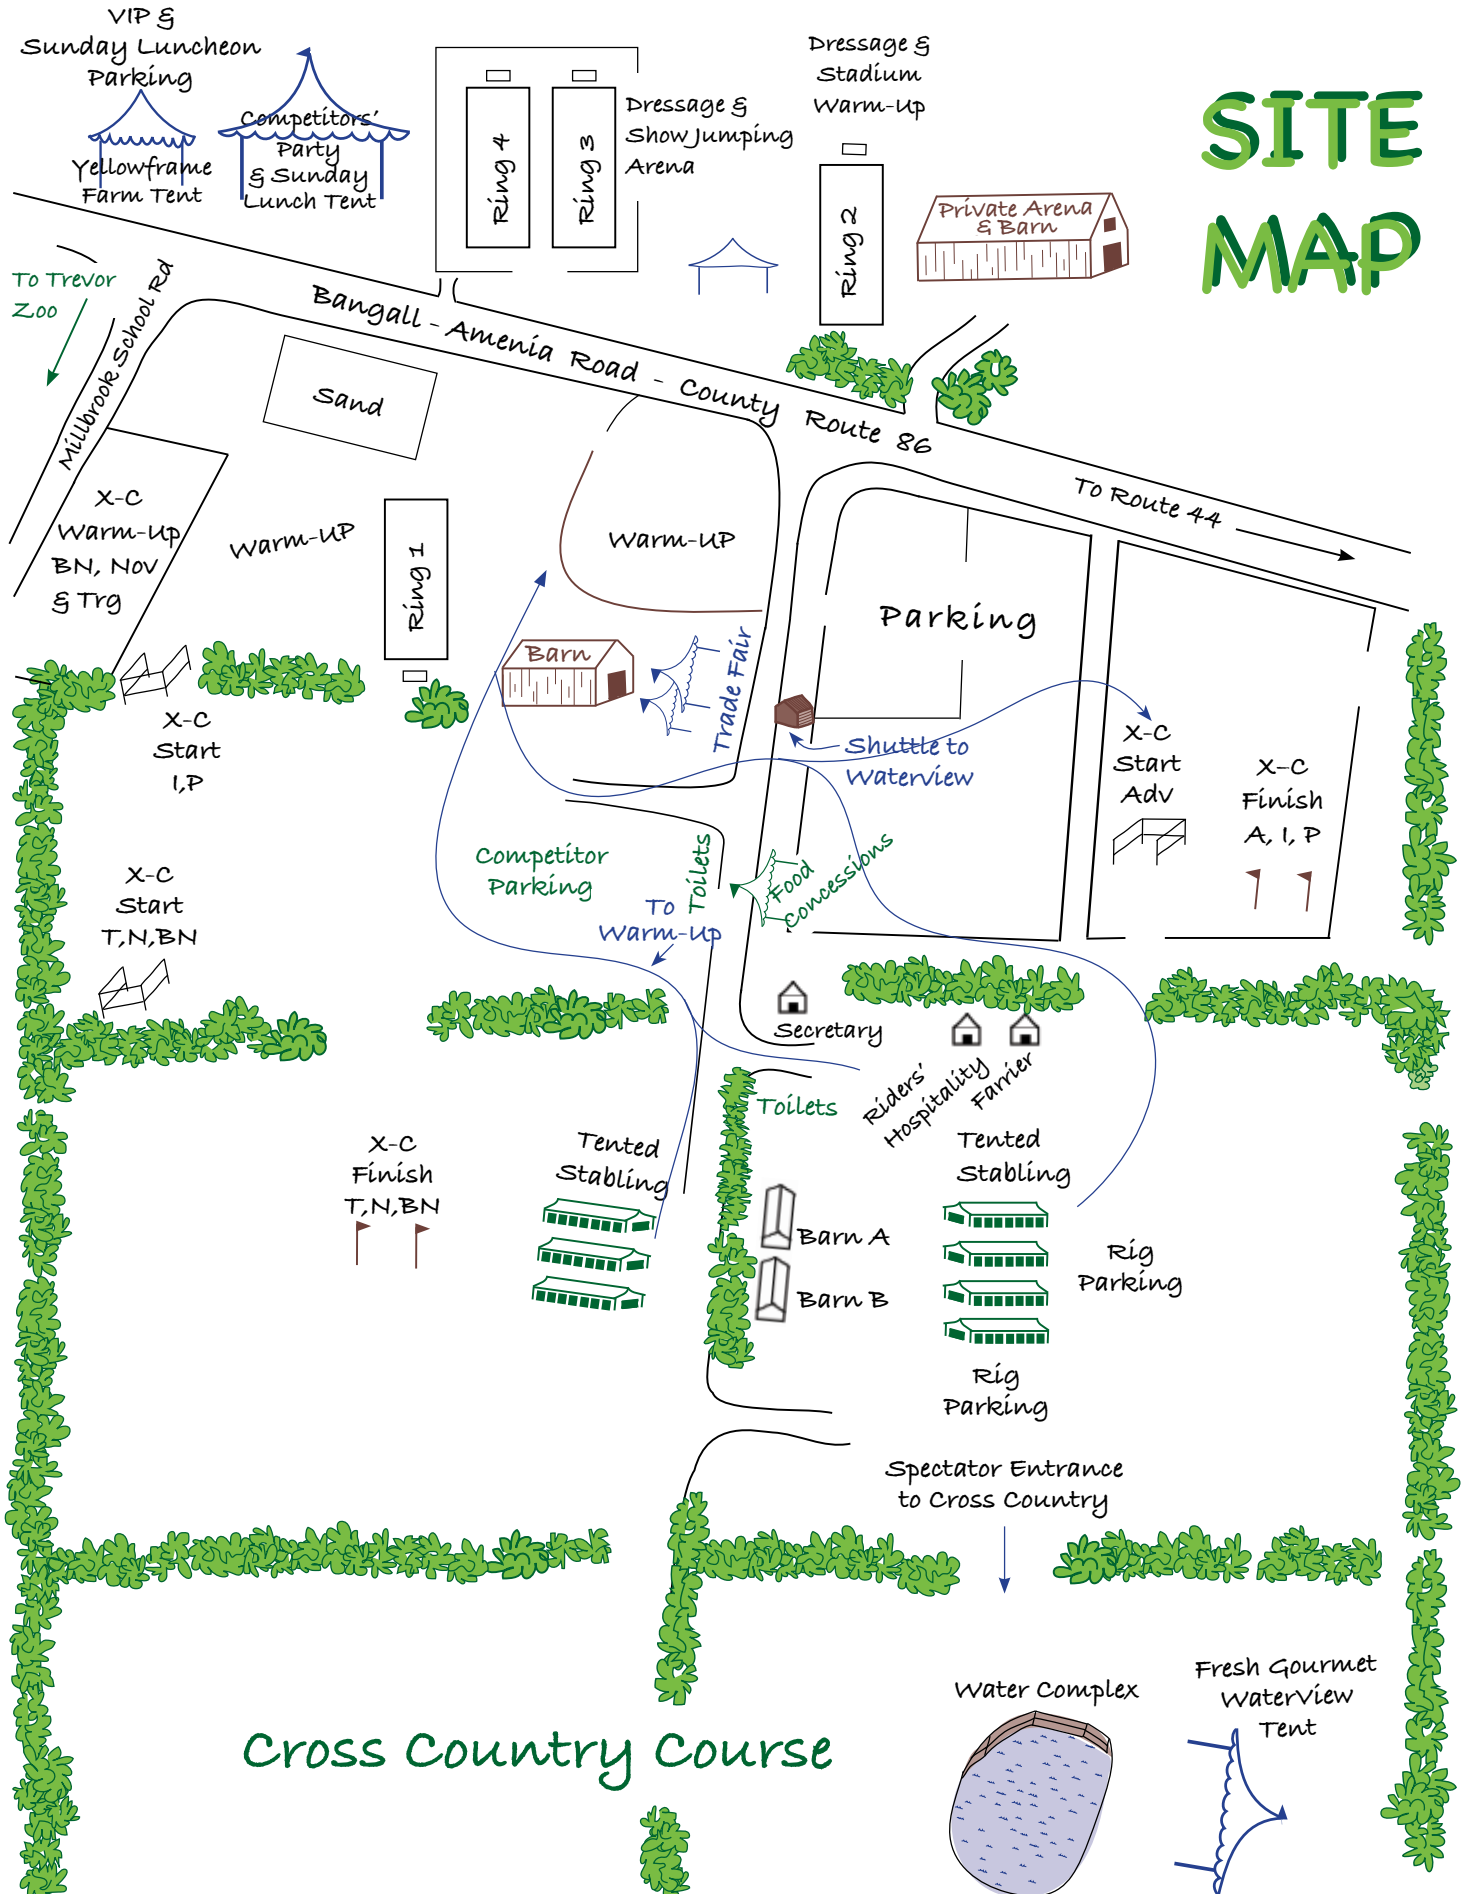 VIP &
Sunday Luncheon
Parking
Yellowframe
Farm Tent
Competitors'
Party
& Sunday
Lunch Tent
Ring 4
Ring 3
Dressage &
Show Jumping
Arena
Dressage &
Stadium
Warm-Up
Ring 2
Private Arena
& Barn
SITE
MAP
To Trevor
Zoo
Millbrook School Rd
Bangall - Amenia Road - County Route 86
To Route 44
Sand
X-C
Warm-Up
BN, Nov
& Trg
Warm-UP
Ring 1
Warm-UP
Parking
Barn
Trade Fair
Shuttle to
Waterview
X-C
Start
I,P
X-C
Start
Adv
X-C
Finish
A, I, P
Competitor
Parking
Toilets
Food
Concessions
To
Warm-Up
X-C
Start
T,N,BN
Secretary
Riders'
Hospitality
Farrier
Toilets
X-C
Finish
T,N,BN
Tented
Stabling
Tented
Stabling
Barn A
Barn B
Rig
Parking
Rig
Parking
Spectator Entrance
to Cross Country
Cross Country Course
Water Complex
Fresh Gourmet
WaterView
Tent